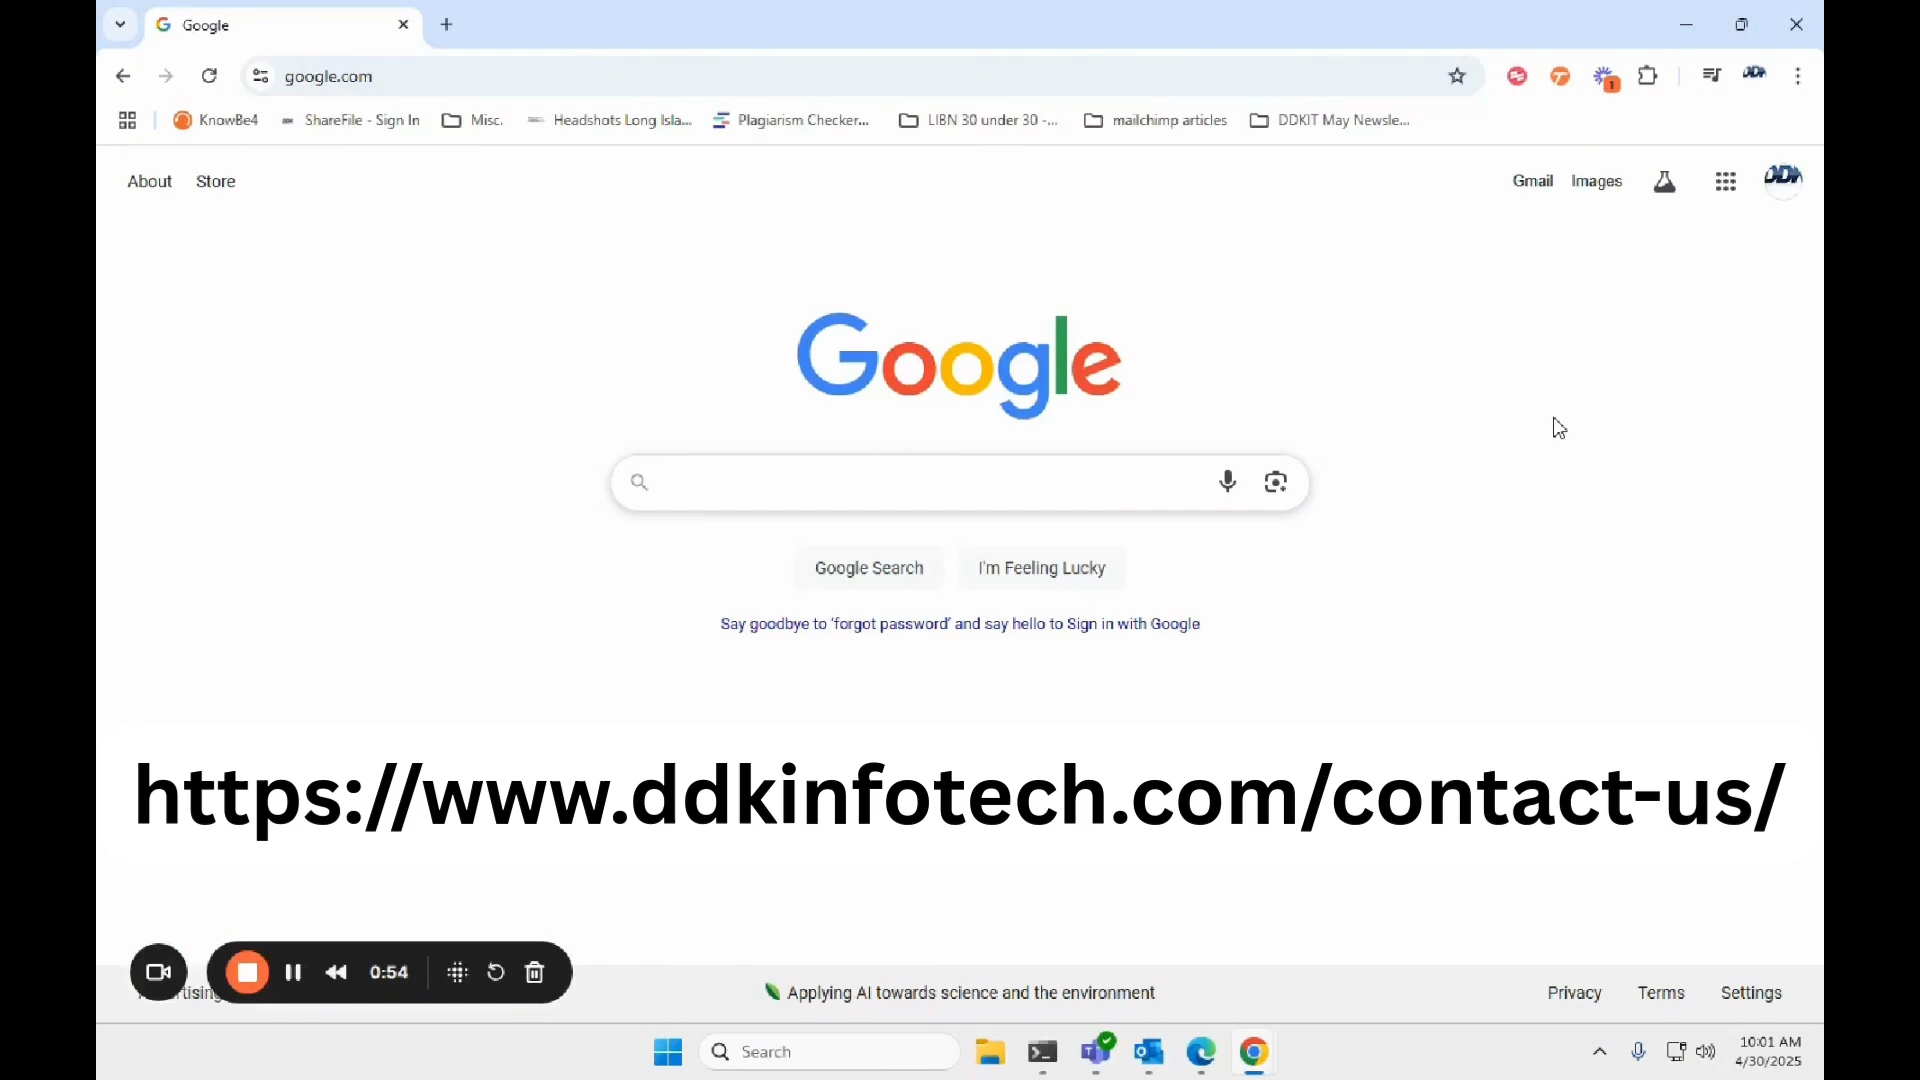 Google
google.com
1
KnowBe4
ShareFile - Sign In
Misc.
Headshots Long Isla...
Plagiarism Checker...
LIBN 30 under 30 -...
mailchimp articles
DDKIT May Newsle...
About
Store
Gmail
Images
DDK
Google
Google Search
I'm Feeling Lucky
Say goodbye to 'forgot password' and say hello to Sign in with Google
https://www.ddkinfotech.com/contact-us/
0:54
Applying AI towards science and the environment
Privacy
Terms
Settings
Search
10:01 AM
4/30/2025